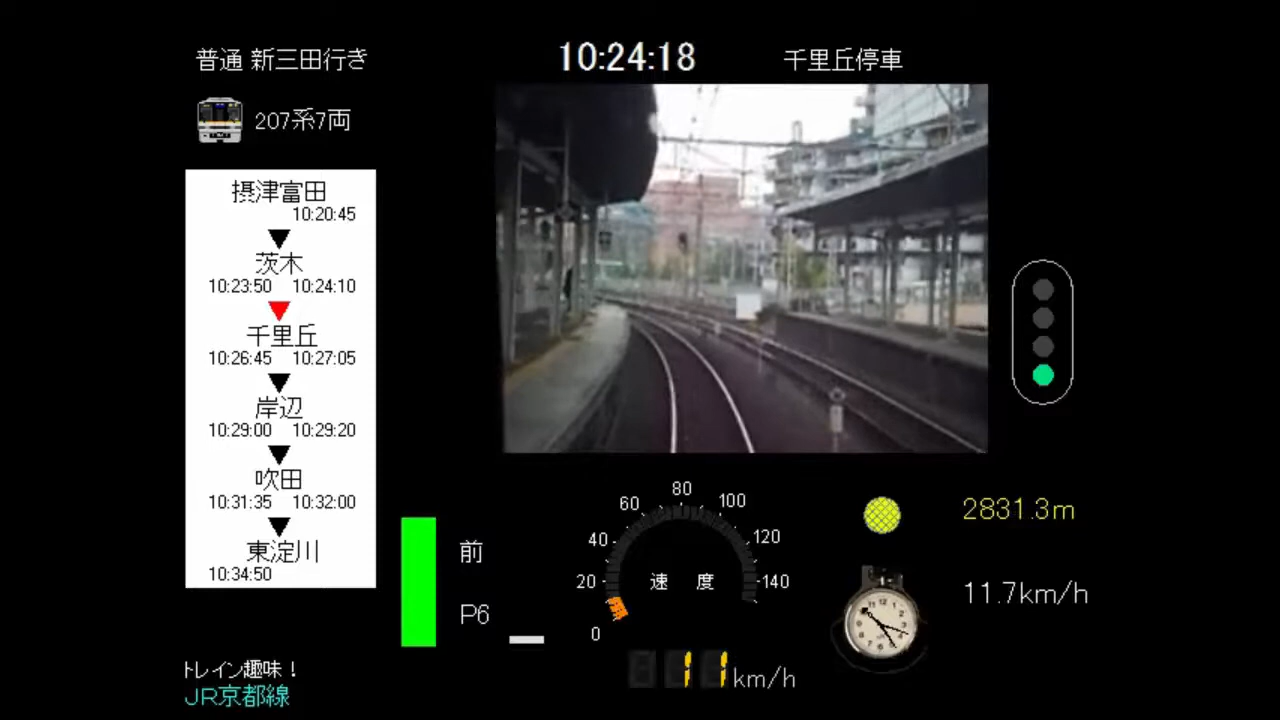 普通 新三田行き
10:24:18
千里丘停車
207系7両
摂津富田
10:20:45
茨木
10:23:50 10:24:10
千里丘
10:26:45 10:27:05
岸辺
10:29:00 10:29:20
吹田
10:31:35 10:32:00
東淀川
10:34:50
前
P6
0
20
40
60
80
100
120
140
速 度
11 km/h
2831.3m
11.7km/h
トレイン趣味！
JR京都線